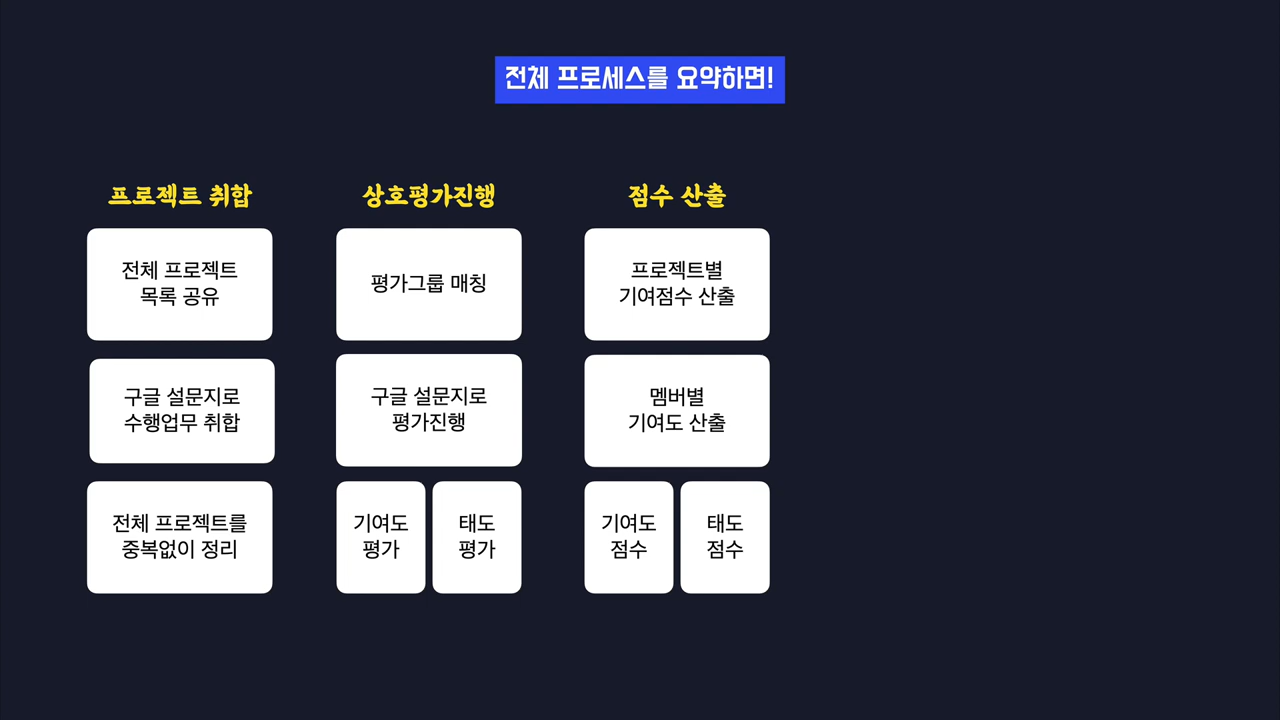 전체 프로세스를 요약하면!
프로젝트 취합
전체 프로젝트
목록 공유
구글 설문지로
수행업무 취합
전체 프로젝트를
중복없이 정리
상호평가진행
평가그룹 매칭
구글 설문지로
평가진행
기여도
평가
태도
평가
점수 산출
프로젝트별
기여점수 산출
멤버별
기여도 산출
기여도
점수
태도
점수